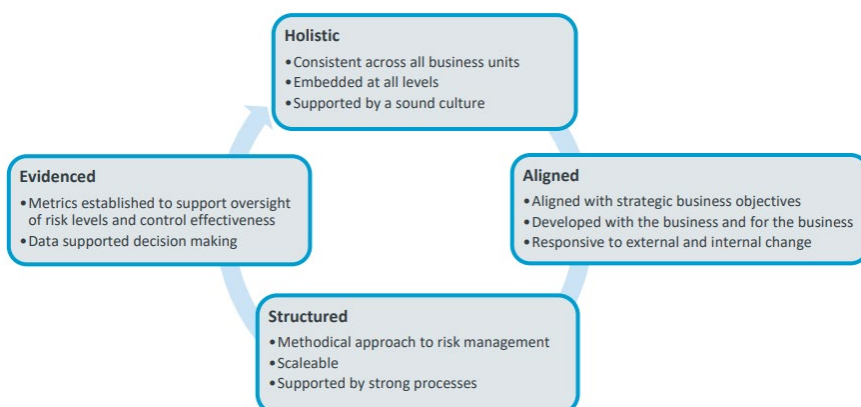 Holistic
•Consistent across all business units
•Embedded at all levels
•Supported by a sound culture
Evidenced
•Metrics established to support oversight
of risk levels and control effectiveness
•Data supported decision making
Aligned
•Aligned with strategic business objectives
•Developed with the business and for the business
•Responsive to external and internal change
Structured
•Methodical approach to risk management
•Scaleable
•Supported by strong processes